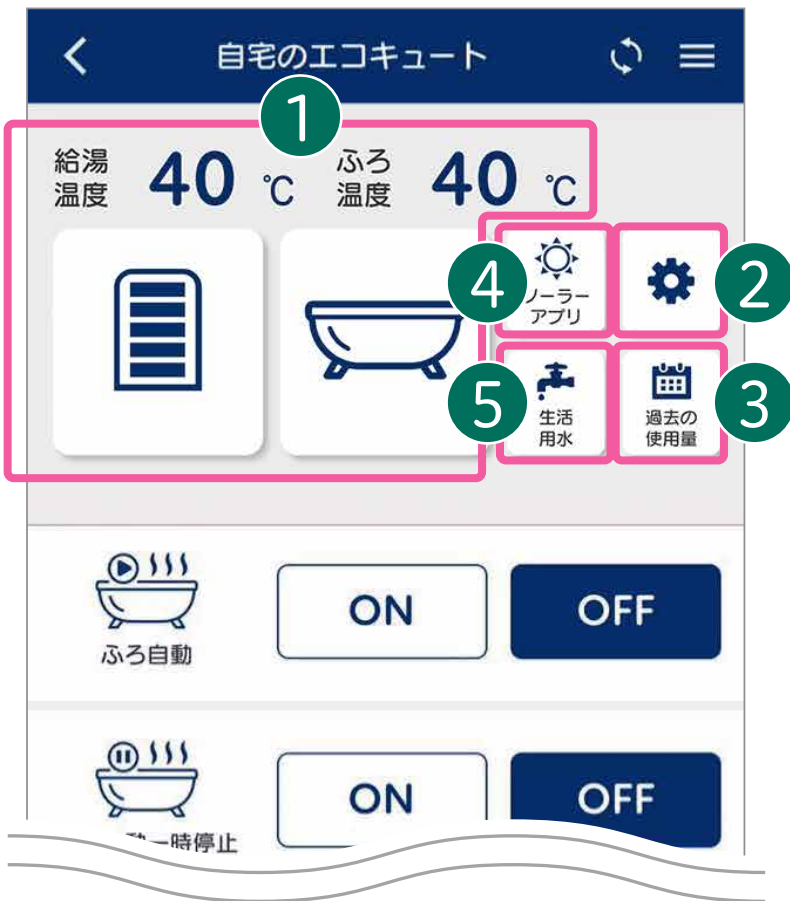 自宅のエコキュート
1
給湯温度 40 ℃ ふろ温度 40 ℃
4
ソーラー
アプリ
2
5
生活
用水
過去の
使用量
3
ふろ自動
ON
OFF
一時停止
ON
OFF